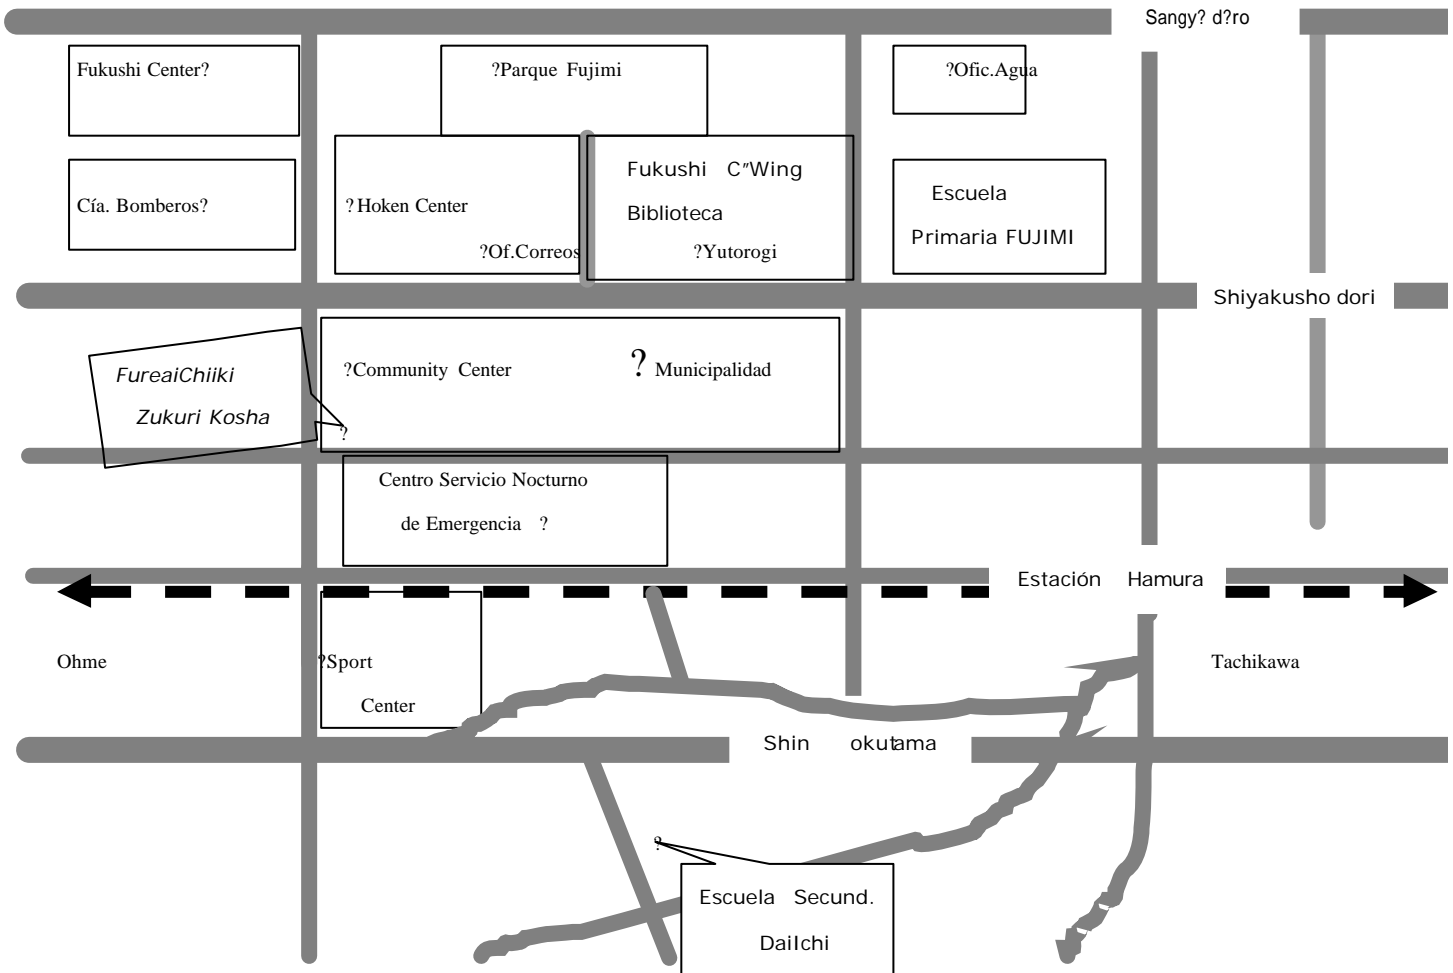 Sangy? d?ro
Fukushi Center?
?Parque Fujimi
?Ofic.Agua
Cía. Bomberos?
?Hoken Center
?Of.Correos
Fukushi C"Wing
Biblioteca
?Yutorogi
Escuela
Primaria FUJIMI
Shiyakusho dori
FureaiChiiki
Zukuri Kosha
?
?Community Center
? Municipalidad
Centro Servicio Nocturno
de Emergencia ?
Estación Hamura
Ohme
?Sport
Center
Tachikawa
Shin okutama
?
Escuela Secund.
DaiIchi